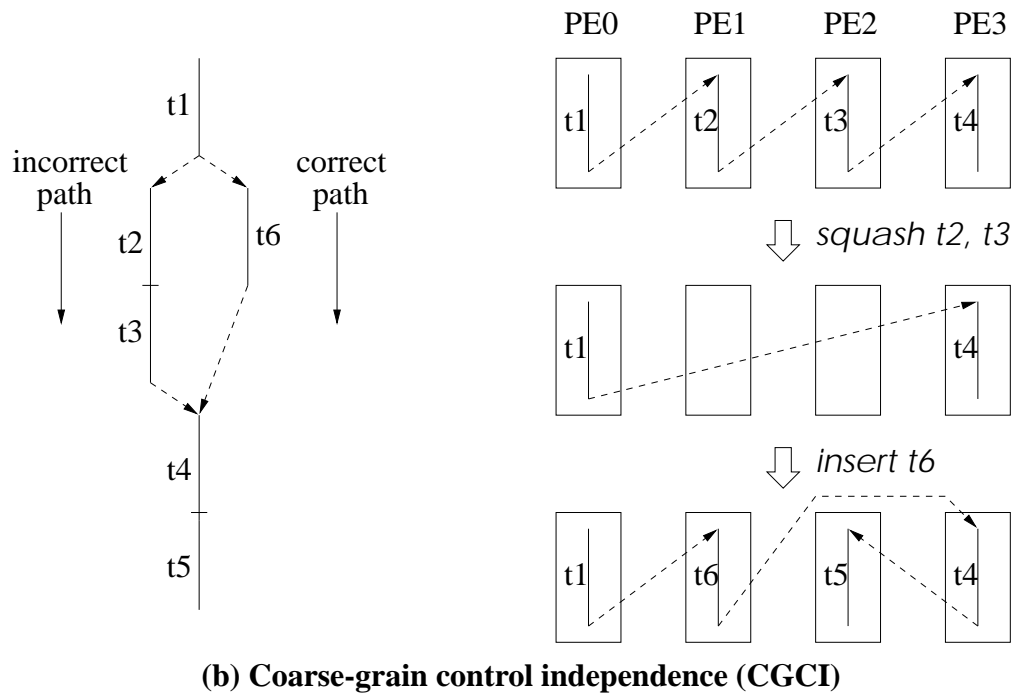 t1
incorrect
path
correct
path
t2
t6
t3
t4
t5
PE0 PE1 PE2 PE3
t1 t2 t3 t4
squash t2, t3
t1 t4
insert t6
t1 t6 t5 t4
(b) Coarse-grain control independence (CGCI)